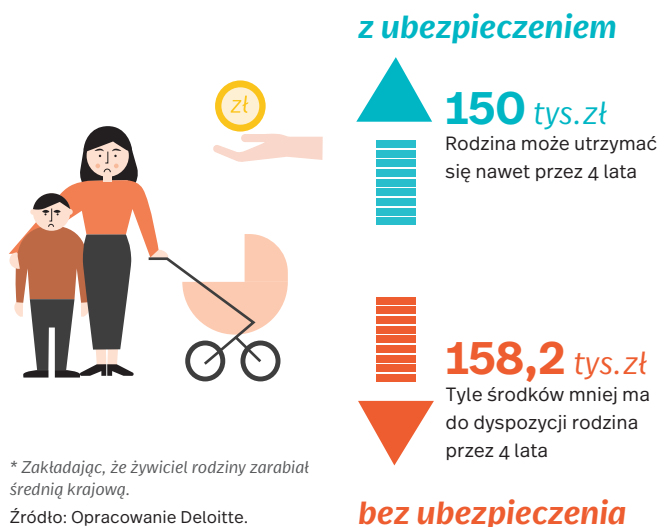 z ubezpieczeniem
zł
150 tys.zł
Rodzina może utrzymać
się nawet przez 4 lata
158,2 tys.zł
Tyle środków mniej ma
do dyspozycji rodzina
przez 4 lata
* Zakładając, że żywiciel rodziny zarabiał
średnią krajową.
Źródło: Opracowanie Deloitte.
bez ubezpieczenia